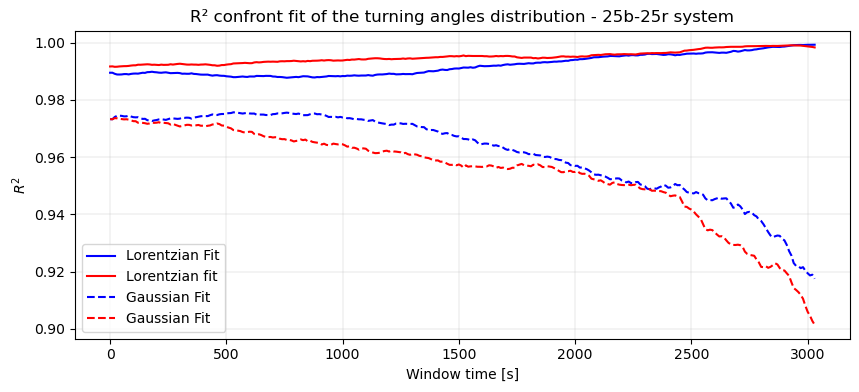 R² confront fit of the turning angles distribution - 25b-25r system
1.00
0.98
0.96
0.94
0.92
0.90
R²
Lorentzian Fit
Lorentzian fit
Gaussian Fit
Gaussian Fit
0 500 1000 1500 2000 2500 3000
Window time [s]